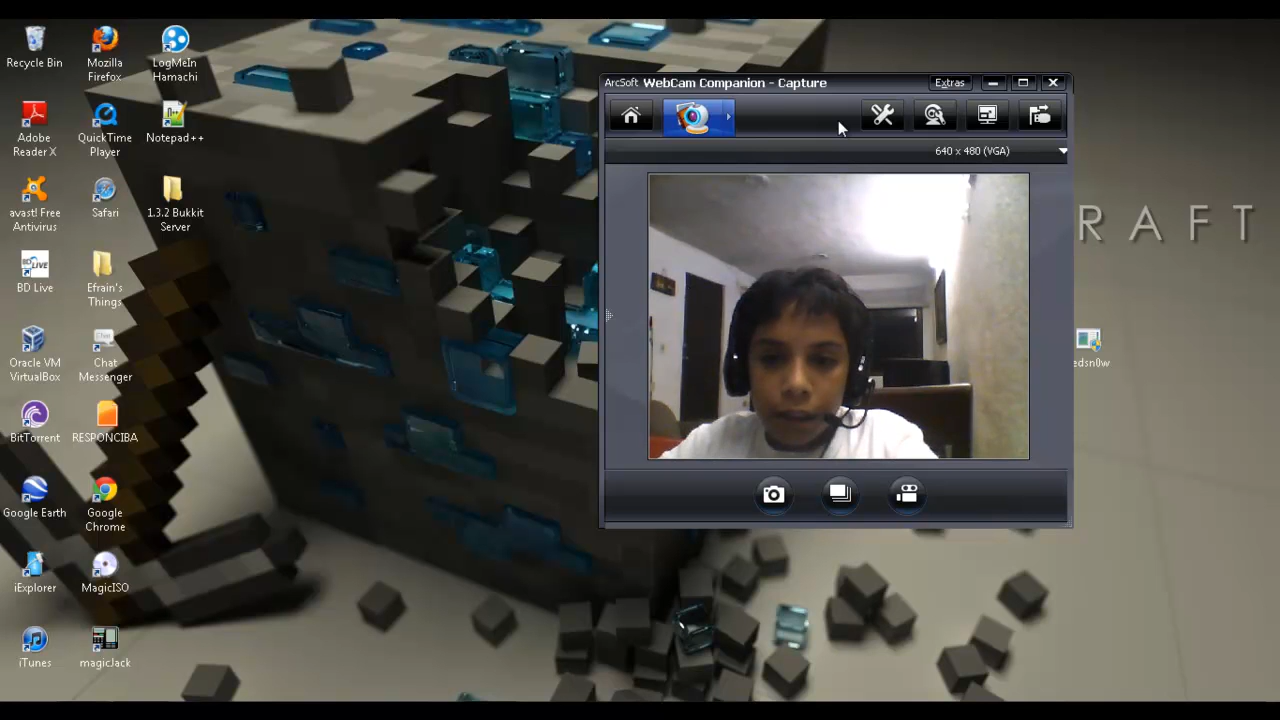 Recycle Bin
Mozilla
Firefox
LogMeIn
Hamachi
Adobe
Reader X
QuickTime
Player
Notepad++
avast! Free
Antivirus
Safari
1.3.2 Bukkit
Server
BD LIVE
BD Live
Efrain's
Things
Oracle VM
VirtualBox
Chat
Messenger
BitTorrent
RESPONCIBA
Google Earth
Google
Chrome
iExplorer
MagicISO
iTunes
magicJack
ArcSoft WebCam Companion - Capture
Extras
640 x 480 (VGA)
RAFT
edsn0w